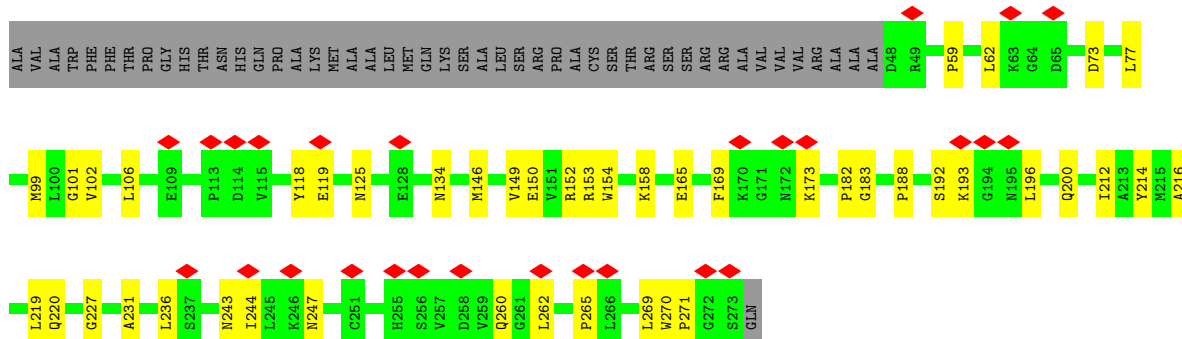 ALA VAL ALA TRP PHE PHE THR PRO GLY HIS THR ASN HIS GLN PRO ALA LYS MET ALA ALA LEU MET GLN LYS SER ALA LEU SER ARG PRO ALA CYS SER THR ARG SER SER ARG ARG ALA VAL VAL VAL ARG ALA ALA ALA D48 R49 P59 L62 K63 G64 D65 D73 L77
M99 L100 G101 V102 L106 E109 P113 D114 V115 Y118 E119 N125 E128 N134 M146 V149 E150 V151 R152 R153 W154 K158 E165 F169 K170 G171 N172 K173 P182 G183 P188 S192 K193 G194 N195 L196 Q200 I212 A213 Y214 M215 A216
L219 Q220 G227 A231 L236 S237 N243 I244 L245 K246 N247 C251 H255 S256 V257 D258 V259 Q260 G261 L262 P265 L266 L269 W270 P271 G272 S273 GLN